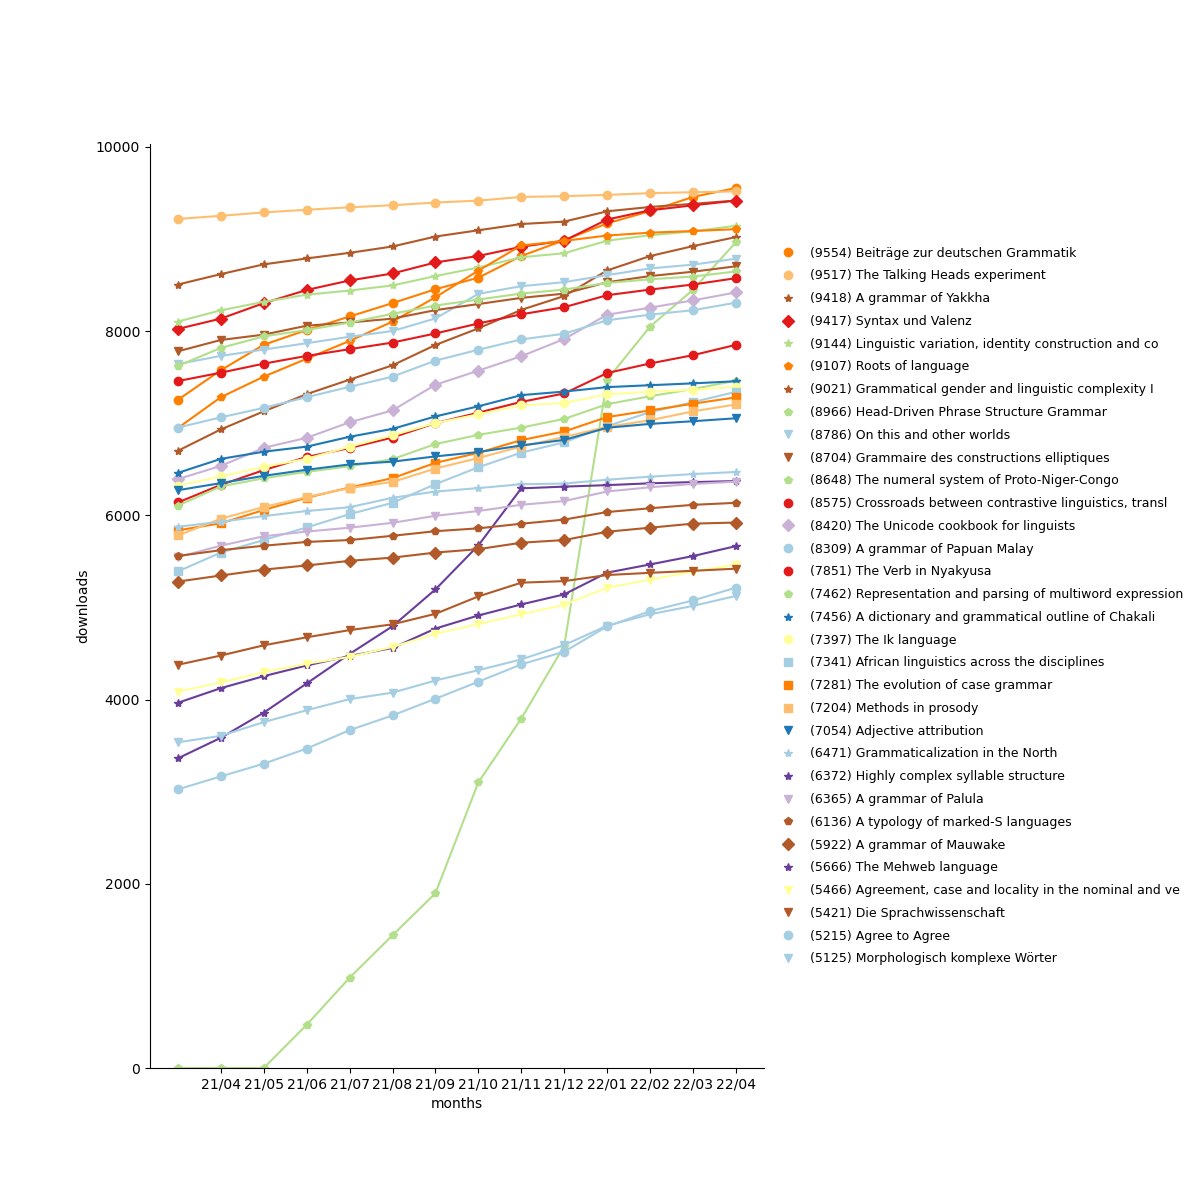 10000
8000
6000
4000
2000
0
downloads
21/04 21/05 21/06 21/07 21/08 21/09 21/10 21/11 21/12 22/01 22/02 22/03 22/04
months
(9554) Beiträge zur deutschen Grammatik
(9517) The Talking Heads experiment
(9418) A grammar of Yakkha
(9417) Syntax und Valenz
(9144) Linguistic variation, identity construction and co
(9107) Roots of language
(9021) Grammatical gender and linguistic complexity I
(8966) Head-Driven Phrase Structure Grammar
(8786) On this and other worlds
(8704) Grammaire des constructions elliptiques
(8648) The numeral system of Proto-Niger-Congo
(8575) Crossroads between contrastive linguistics, transl
(8420) The Unicode cookbook for linguists
(8309) A grammar of Papuan Malay
(7851) The Verb in Nyakyusa
(7462) Representation and parsing of multiword expression
(7456) A dictionary and grammatical outline of Chakali
(7397) The Ik language
(7341) African linguistics across the disciplines
(7281) The evolution of case grammar
(7204) Methods in prosody
(7054) Adjective attribution
(6471) Grammaticalization in the North
(6372) Highly complex syllable structure
(6365) A grammar of Palula
(6136) A typology of marked-S languages
(5922) A grammar of Mauwake
(5666) The Mehweb language
(5466) Agreement, case and locality in the nominal and ve
(5421) Die Sprachwissenschaft
(5215) Agree to Agree
(5125) Morphologisch komplexe Wörter